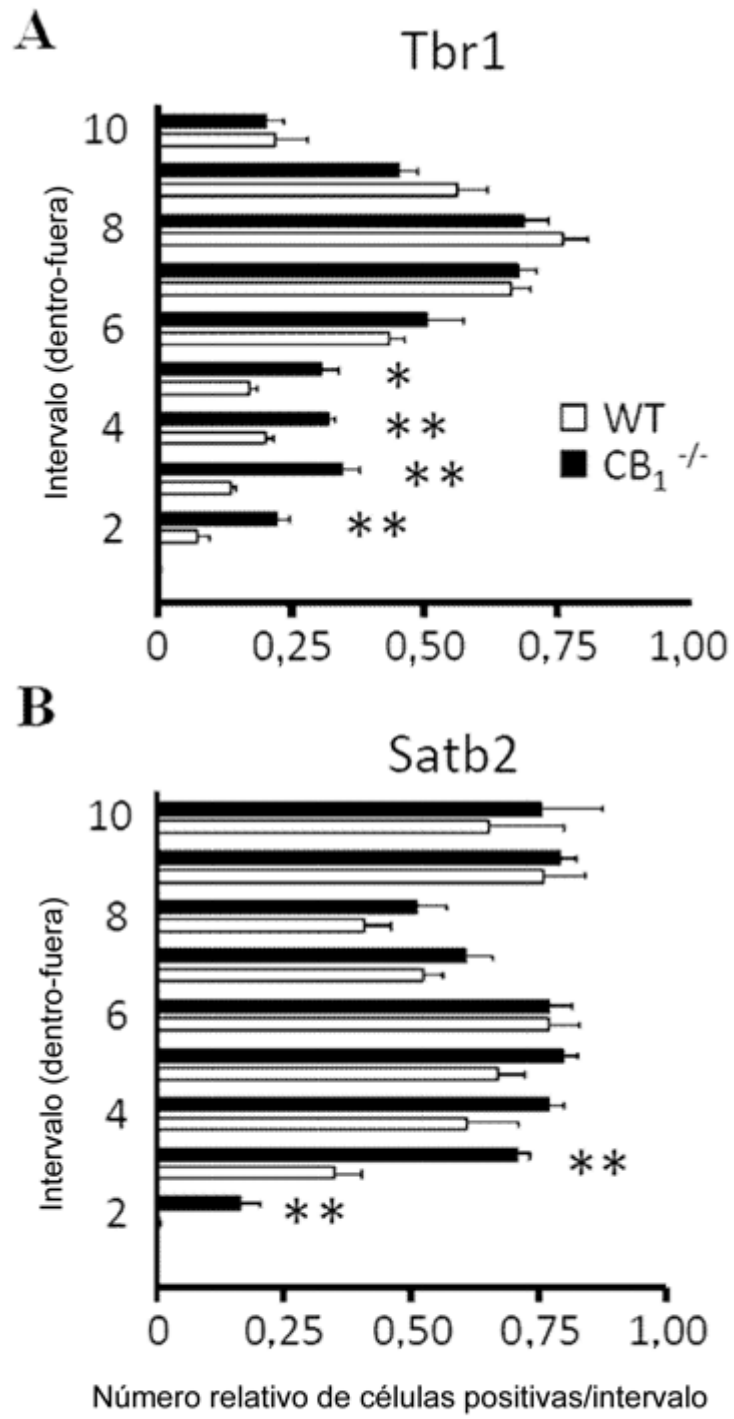 A
Tbr1
Intervalo (dentro-fuera)
10
8
6
*
4
**
WT
**
CB₁ -/-
2
**
0 0,25 0,50 0,75 1,00
B
Satb2
Intervalo (dentro-fuera)
10
8
6
4
**
2
**
0 0,25 0,50 0,75 1,00
Número relativo de células positivas/intervalo